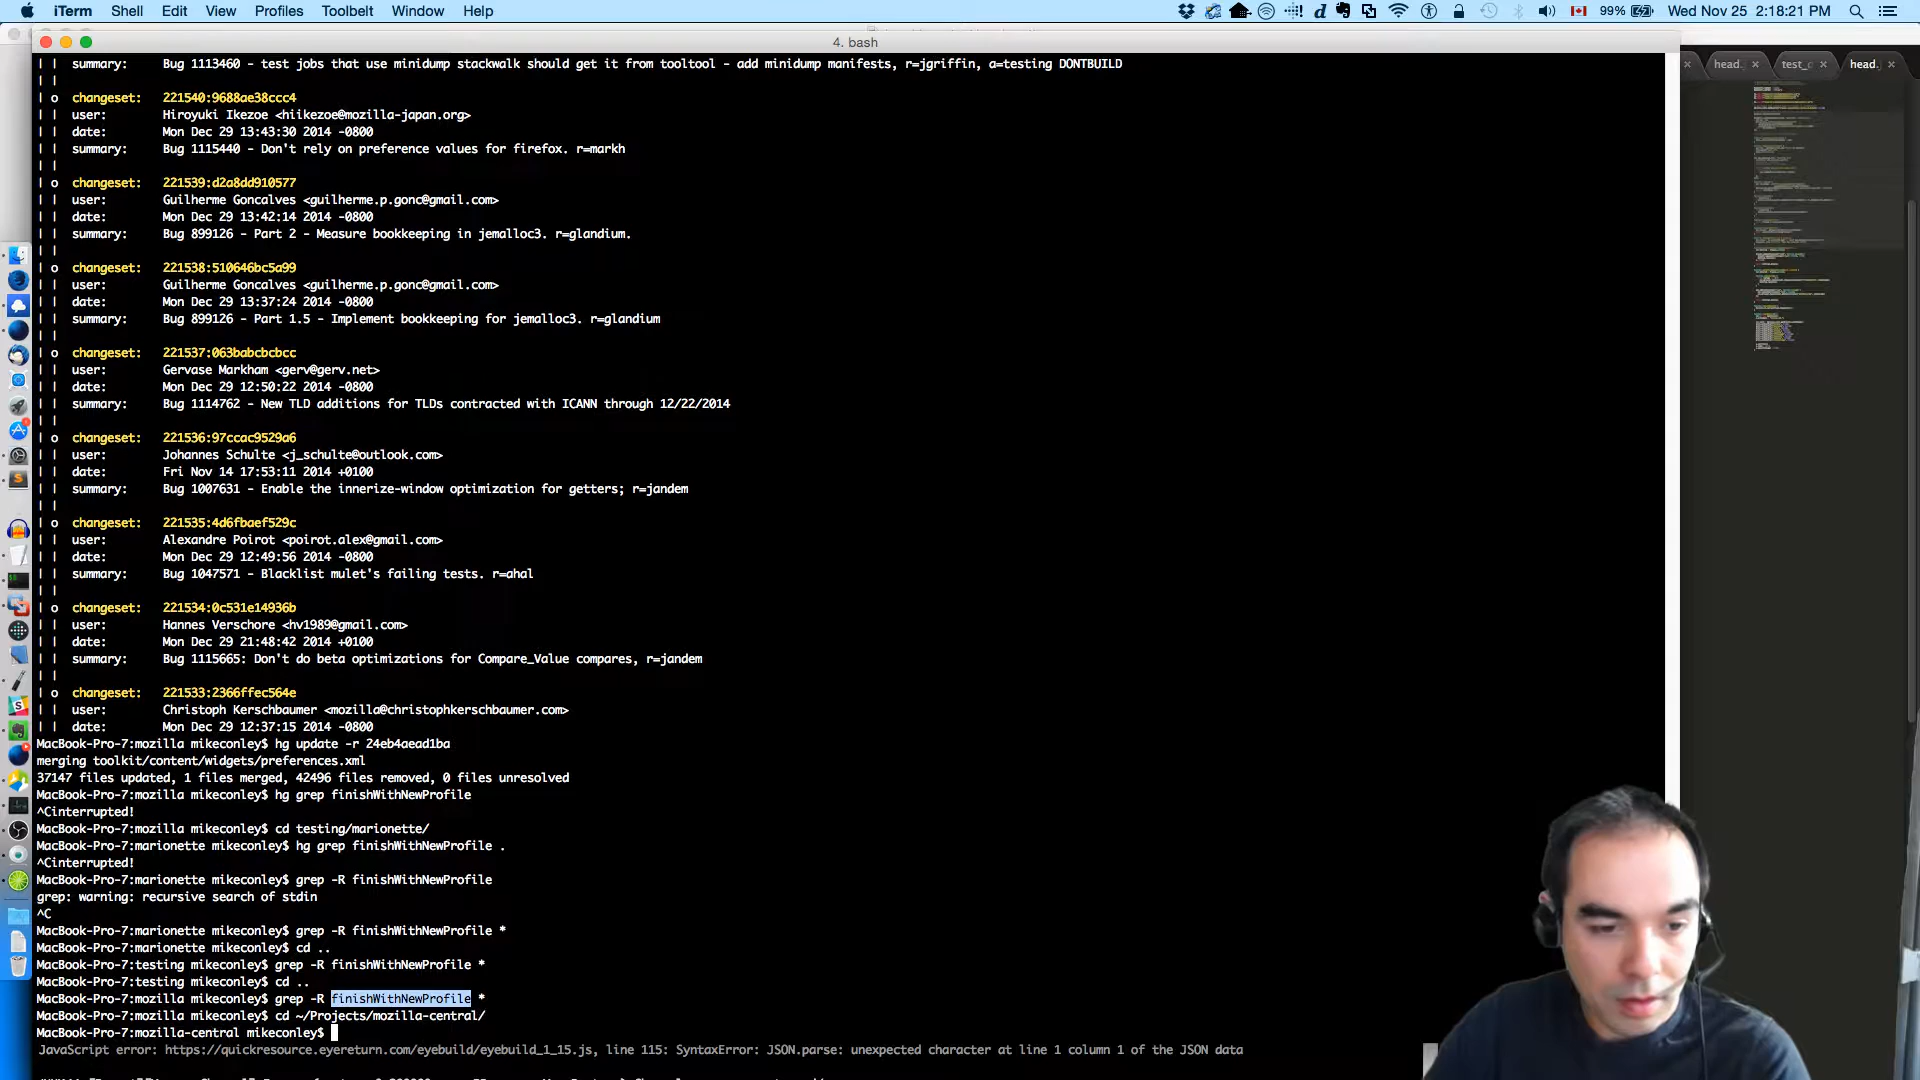 iTerm Shell Edit View Profiles Toolbelt Window Help 99% Wed Nov 25 2:18:21 PM
4. bash
head. test_c head.
| | summary: Bug 1113460 - test jobs that use minidump stackwalk should get it from tooltool - add minidump manifests, r=jgriffin, a=testing DONTBUILD
| |
| o changeset: 221540:9688ae38ccc4
| | user: Hiroyuki Ikezoe <hiikezoe@mozilla-japan.org>
| | date: Mon Dec 29 13:43:30 2014 -0800
| | summary: Bug 1115440 - Don't rely on preference values for firefox. r=markh
| |
| o changeset: 221539:d2a8dd910577
| | user: Guilherme Goncalves <guilherme.p.gonc@gmail.com>
| | date: Mon Dec 29 13:42:14 2014 -0800
| | summary: Bug 899126 - Part 2 - Measure bookkeeping in jemalloc3. r=glandium.
| |
| o changeset: 221538:510646bc5a99
| | user: Guilherme Goncalves <guilherme.p.gonc@gmail.com>
| | date: Mon Dec 29 13:37:24 2014 -0800
| | summary: Bug 899126 - Part 1.5 - Implement bookkeeping for jemalloc3. r=glandium
| |
| o changeset: 221537:063babcbcbcc
| | user: Gervase Markham <gerv@gerv.net>
| | date: Mon Dec 29 12:50:22 2014 -0800
| | summary: Bug 1114762 - New TLD additions for TLDs contracted with ICANN through 12/22/2014
| |
| o changeset: 221536:97ccac9529a6
| | user: Johannes Schulte <j_schulte@outlook.com>
| | date: Fri Nov 14 17:53:11 2014 +0100
| | summary: Bug 1007631 - Enable the innerize-window optimization for getters; r=jandem
| |
| o changeset: 221535:4d6fbaef529c
| | user: Alexandre Poirot <poirot.alex@gmail.com>
| | date: Mon Dec 29 12:49:56 2014 -0800
| | summary: Bug 1047571 - Blacklist mulet's failing tests. r=ahal
| |
| o changeset: 221534:0c531e14936b
| | user: Hannes Verschore <hv1989@gmail.com>
| | date: Mon Dec 29 21:48:42 2014 +0100
| | summary: Bug 1115665: Don't do beta optimizations for Compare_Value compares, r=jandem
| |
| o changeset: 221533:2366ffec564e
| | user: Christoph Kerschbaumer <mozilla@christophkerschbaumer.com>
| | date: Mon Dec 29 12:37:15 2014 -0800
MacBook-Pro-7:mozilla mikeconley$ hg update -r 24eb4aead1ba
merging toolkit/content/widgets/preferences.xml
37147 files updated, 1 files merged, 42496 files removed, 0 files unresolved
MacBook-Pro-7:mozilla mikeconley$ hg grep finishWithNewProfile
^Cinterrupted!
MacBook-Pro-7:mozilla mikeconley$ cd testing/marionette/
MacBook-Pro-7:marionette mikeconley$ hg grep finishWithNewProfile .
^Cinterrupted!
MacBook-Pro-7:marionette mikeconley$ grep -R finishWithNewProfile
grep: warning: recursive search of stdin
^C
MacBook-Pro-7:marionette mikeconley$ grep -R finishWithNewProfile *
MacBook-Pro-7:marionette mikeconley$ cd ..
MacBook-Pro-7:testing mikeconley$ grep -R finishWithNewProfile *
MacBook-Pro-7:testing mikeconley$ cd ..
MacBook-Pro-7:mozilla mikeconley$ grep -R finishWithNewProfile *
MacBook-Pro-7:mozilla mikeconley$ cd ~/Projects/mozilla-central/
MacBook-Pro-7:mozilla-central mikeconley$
JavaScript error: https://quickresource.eyereturn.com/eyebuild/eyebuild_1_15.js, line 115: SyntaxError: JSON.parse: unexpected character at line 1 column 1 of the JSON data